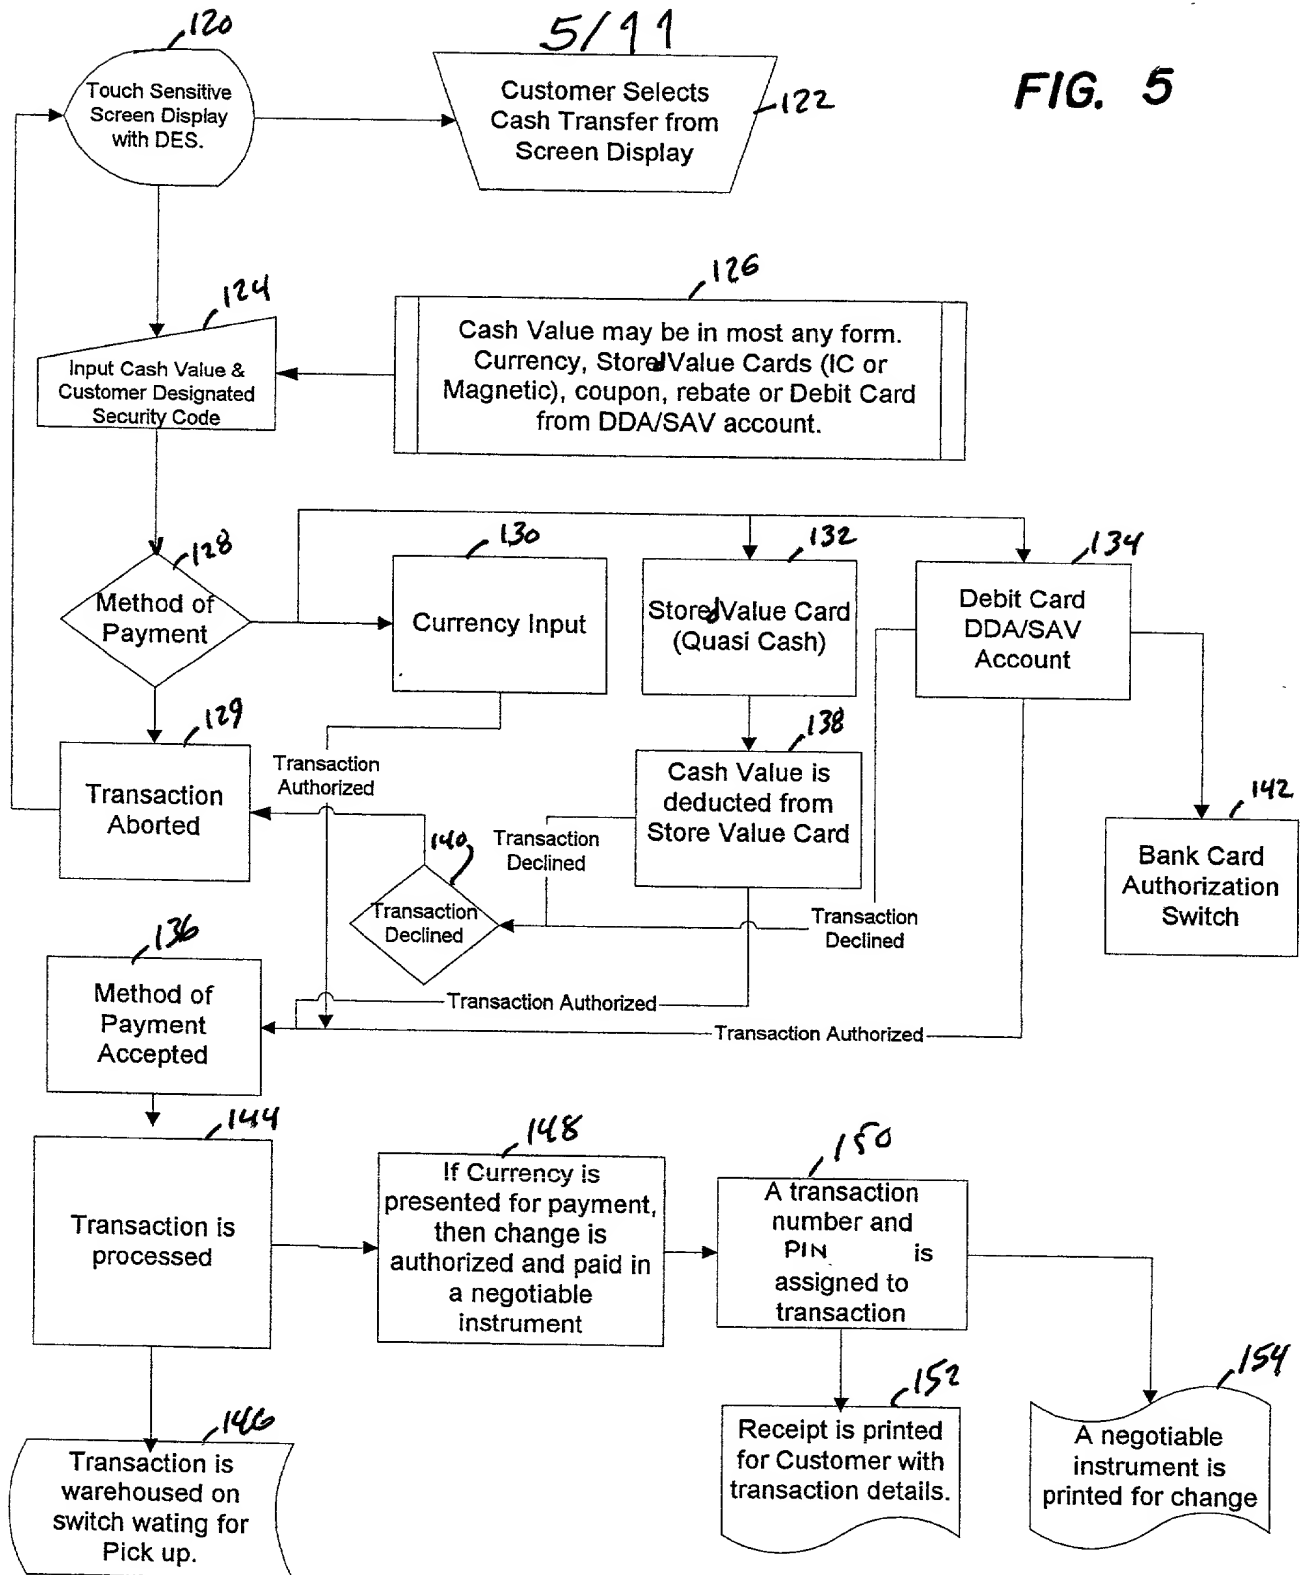 120
5/11
FIG. 5
Touch Sensitive
Screen Display
with DES.
Customer Selects
Cash Transfer from
Screen Display
122
124
126
Input Cash Value &
Customer Designated
Security Code
Cash Value may be in most any form.
Currency, Stored Value Cards (IC or
Magnetic), coupon, rebate or Debit Card
from DDA/SAV account.
128
130
132
134
Method of
Payment
Currency Input
Stored Value Card
(Quasi Cash)
Debit Card
DDA/SAV
Account
129
138
142
Transaction
Aborted
Transaction
Authorized
Cash Value is
deducted from
Store Value Card
Transaction
Declined
140
Transaction
Declined
Transaction
Declined
Bank Card
Authorization
Switch
136
Method of
Payment
Accepted
Transaction Authorized
Transaction Authorized
144
148
150
Transaction is
processed
If Currency is
presented for payment,
then change is
authorized and paid in
a negotiable
instrument
A transaction
number and
PIN is
assigned to
transaction
146
152
154
Transaction is
warehoused on
switch wating for
Pick up.
Receipt is printed
for Customer with
transaction details.
A negotiable
instrument is
printed for change